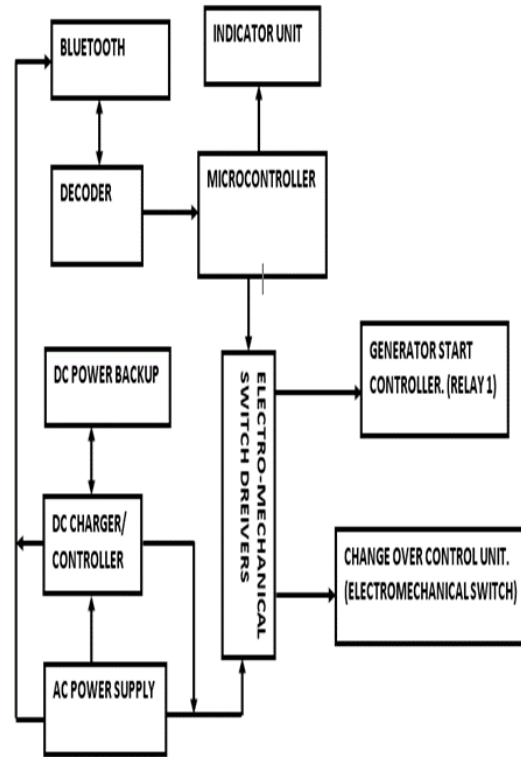 BLUETOOTH
INDICATOR UNIT
DECODER
MICROCONTROLLER
GENERATOR START
CONTROLLER. (RELAY 1)
DC POWER BACKUP
ELECTRO-MECHANICAL
SWITCH DREIVERS
DC CHARGER/
CONTROLLER
CHANGE OVER CONTROL UNIT.
(ELECTROMECHANICAL SWITCH)
AC POWER SUPPLY